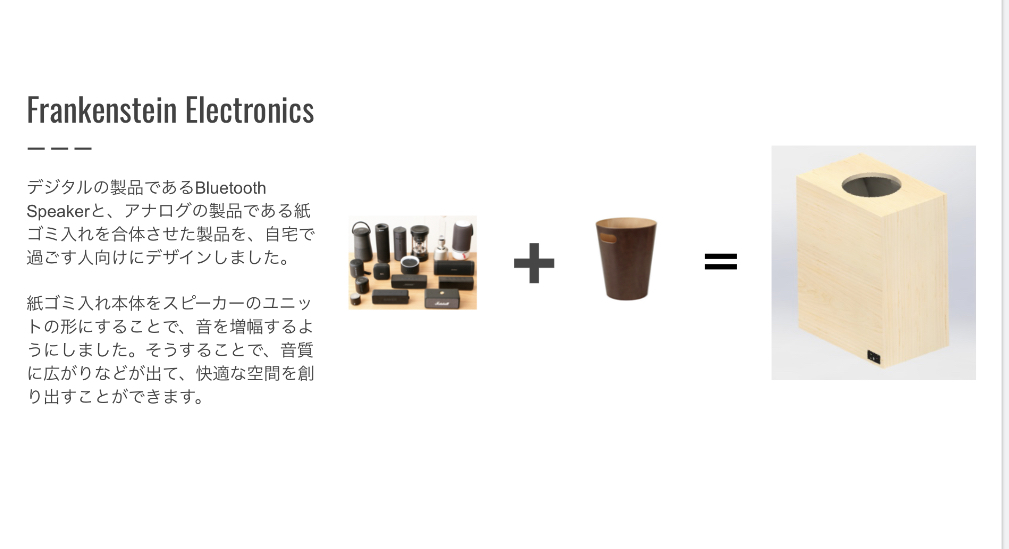 Frankenstein Electronics
デジタルの製品であるBluetooth
Speakerと、アナログの製品である紙
ゴミ入れを合体させた製品を、自宅で
過ごす人向けにデザインしました。
紙ゴミ入れ本体をスピーカーのユニッ
トの形にすることで、音を増幅するよ
うにしました。そうすることで、音質
に広がりなどが出て、快適な空間を創
り出すことができます。
+
=
Marshall